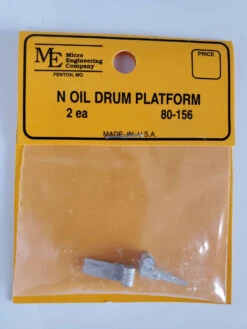 ME
Micro
Engineering
Company
FENTON, MO
PRICE
N OIL DRUM PLATFORM
2 ea 80-156
MADE IN U.S.A.